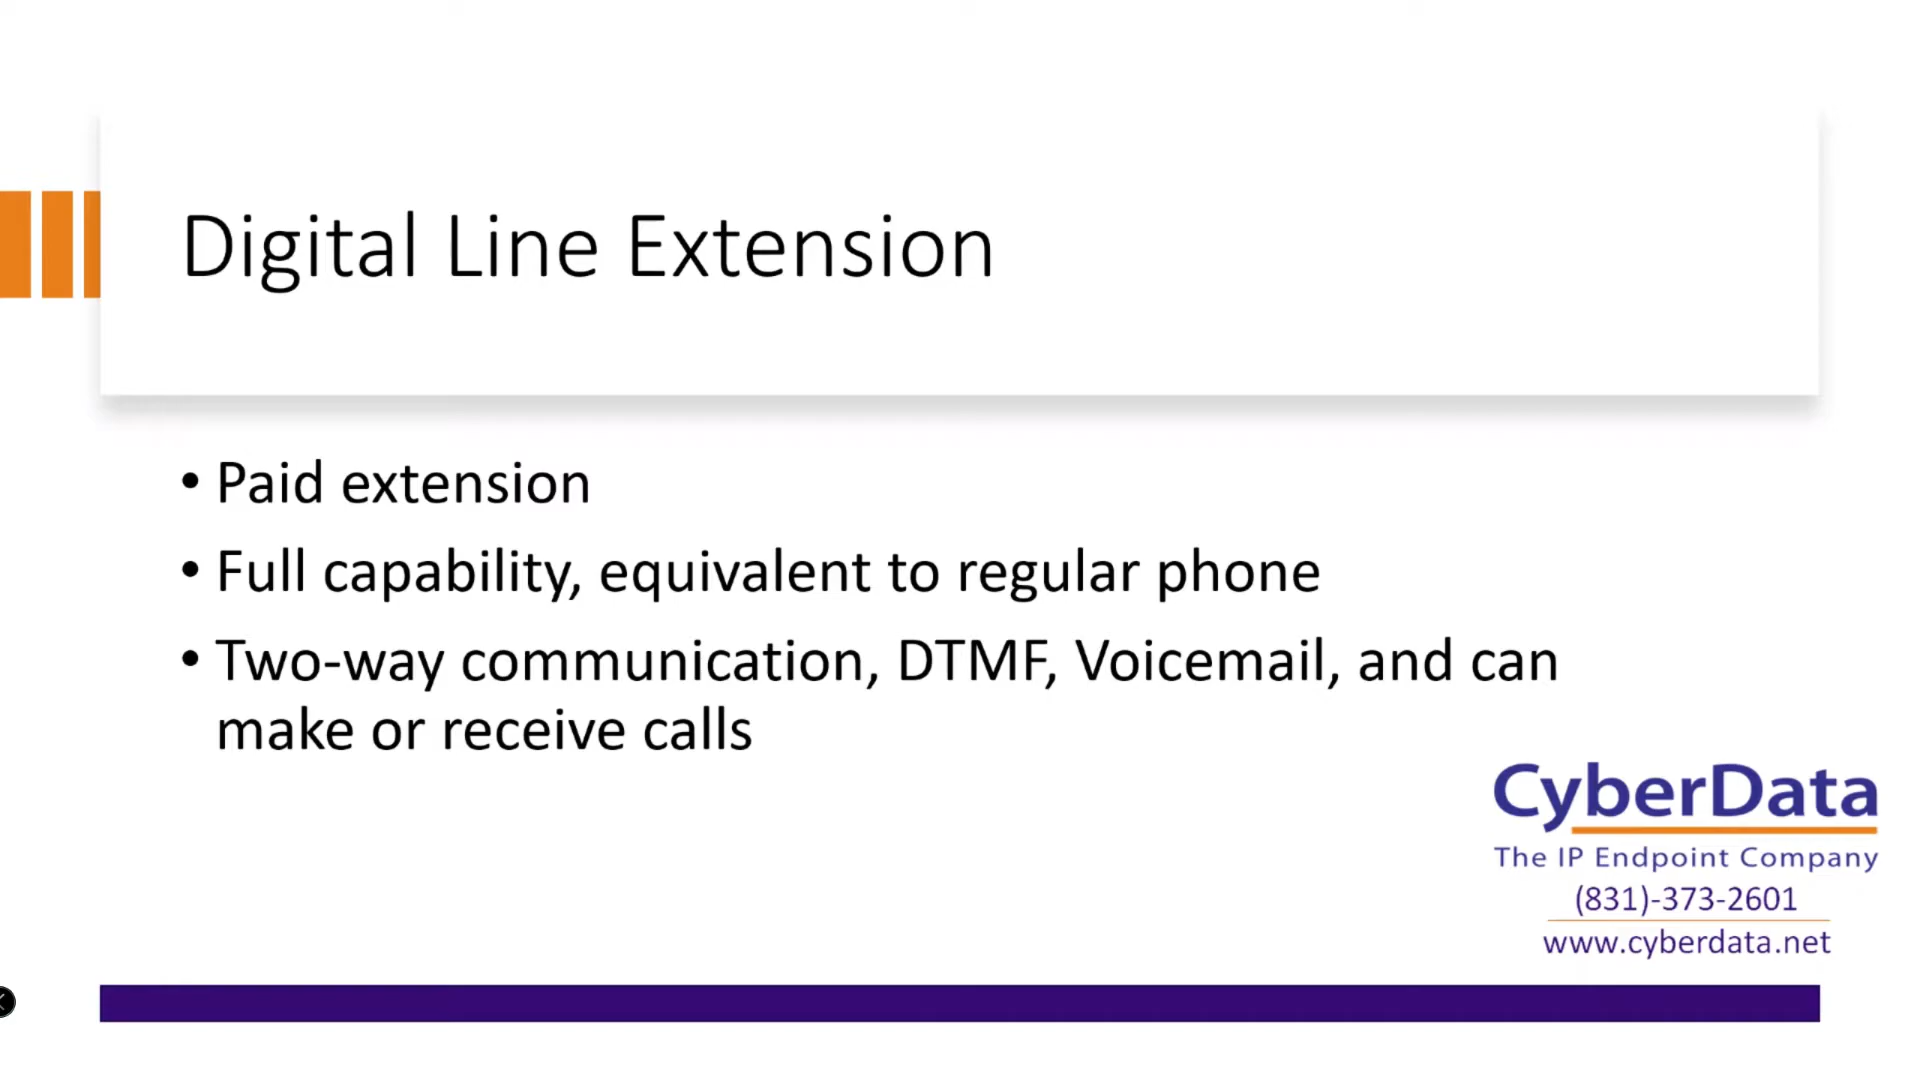 Digital Line Extension
• Paid extension
• Full capability, equivalent to regular phone
• Two-way communication, DTMF, Voicemail, and can
make or receive calls
CyberData
The IP Endpoint Company
(831)-373-2601
www.cyberdata.net